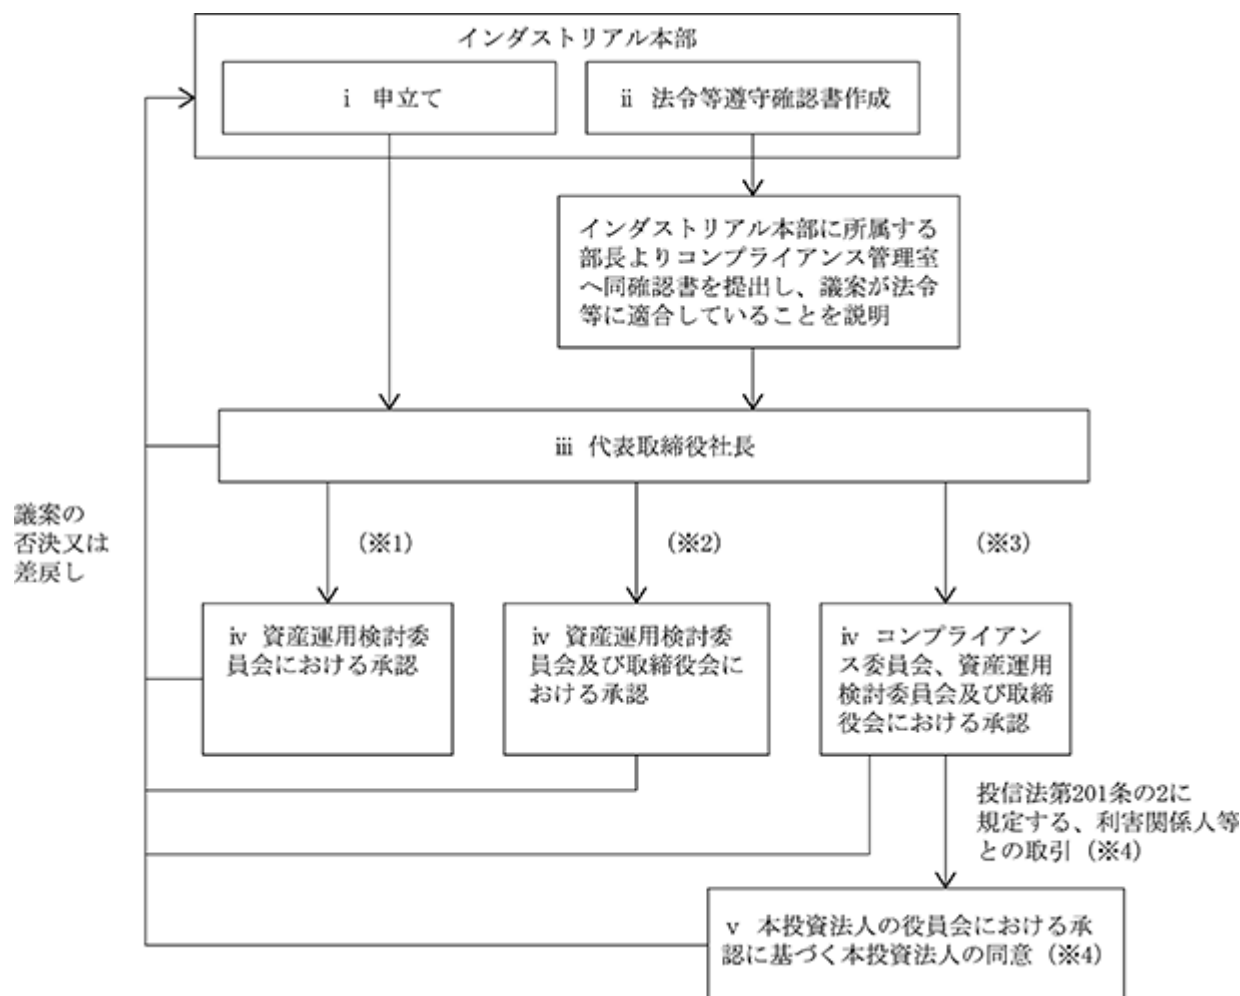 インダストリアル本部
ⅰ 申立て
ⅱ 法令等遵守確認書作成
インダストリアル本部に所属する
部長よりコンプライアンス管理室
へ同確認書を提出し、議案が法令
等に適合していることを説明
ⅲ 代表取締役社長
議案の
否決又は
差戻し
(※1)
(※2)
(※3)
ⅳ 資産運用検討委
員会における承認
ⅳ 資産運用検討委
員会及び取締役会に
おける承認
ⅳ コンプライアン
ス委員会、資産運用
検討委員会及び取締
役会における承認
投信法第201条の2に
規定する、利害関係人等
との取引(※4)
ⅴ 本投資法人の役員会における承
認に基づく本投資法人の同意(※4)